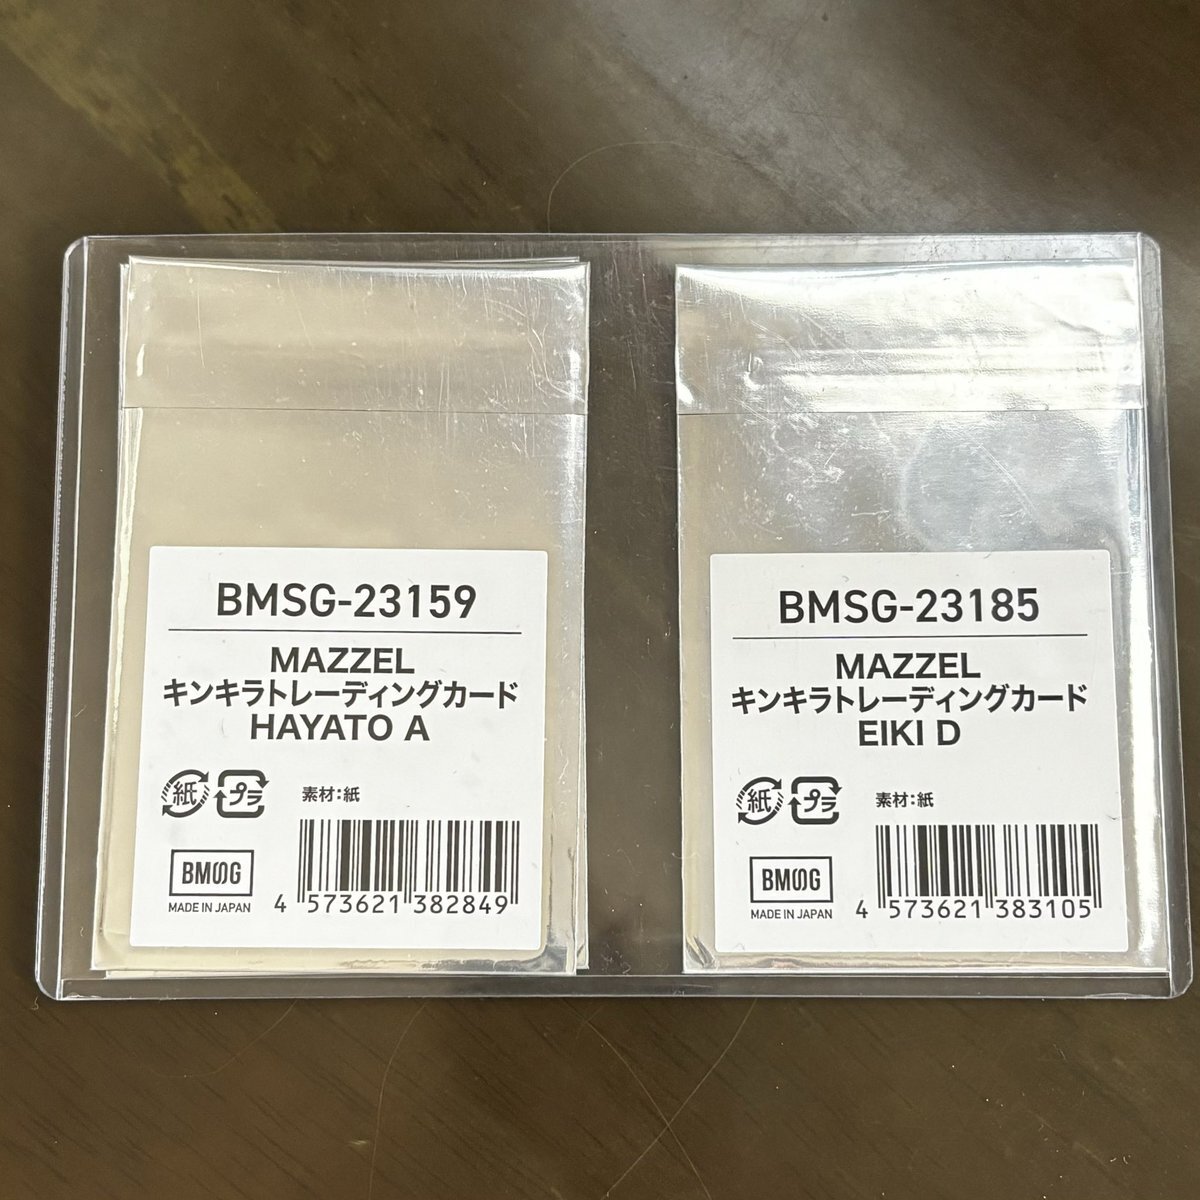 BMSG-23159
MAZZEL
キンキラトレーディングカード
HAYATO A
紙
プラ
素材:紙
BMSG
MADE IN JAPAN
4 573621 382849
BMSG-23185
MAZZEL
キンキラトレーディングカード
EIKI D
紙
プラ
素材:紙
BMSG
MADE IN JAPAN
4 573621 383105